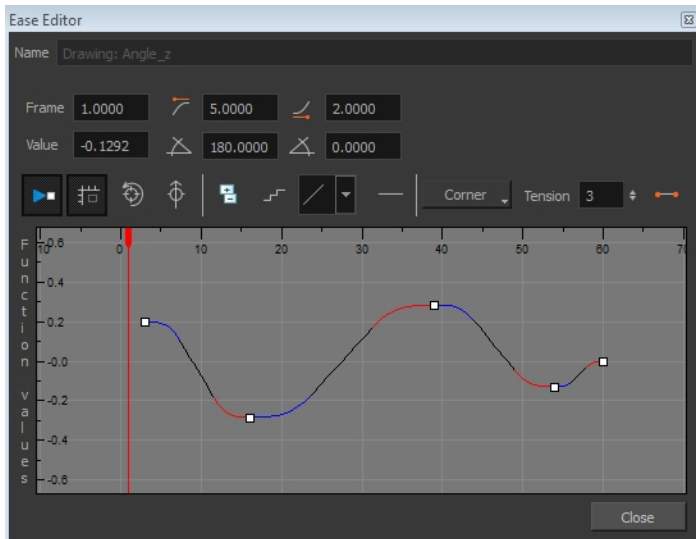 Ease Editor
Name Drawing: Angle_z
Frame 1.0000 5.0000 2.0000
Value -0.1292 180.0000 0.0000
Corner Tension 3
Function values
10 0 10 20 30 40 50 60 70
-0.6
-0.4
0.2
-0.0
-0.2
-0.4
-0.6
Close